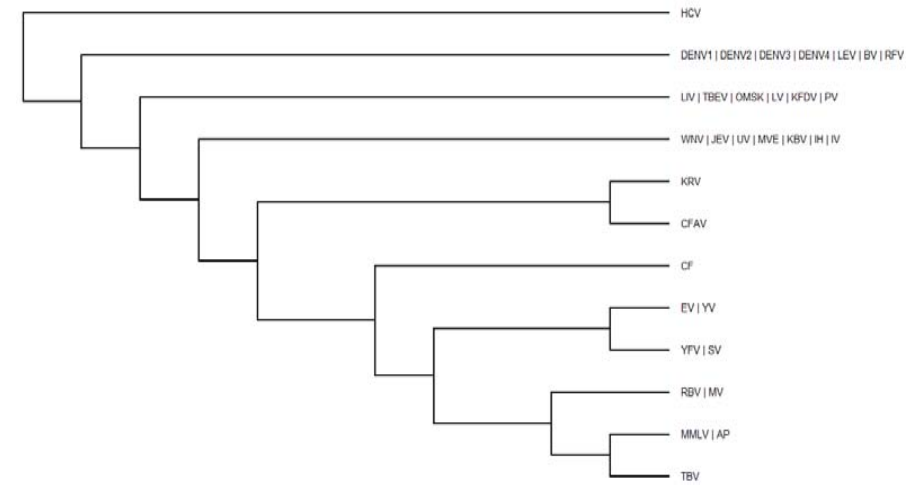 HCV
DENV1 | DENV2 | DENV3 | DENV4 | LEV | BV | RFV
LIV | TBEV | OMSK | LV | KFDV | PV
WNV | JEV | UV | MVE | KBV | IH | IV
KRV
CFAV
CF
EV | YV
YFV | SV
RBV | MV
MMLV | AP
TBV